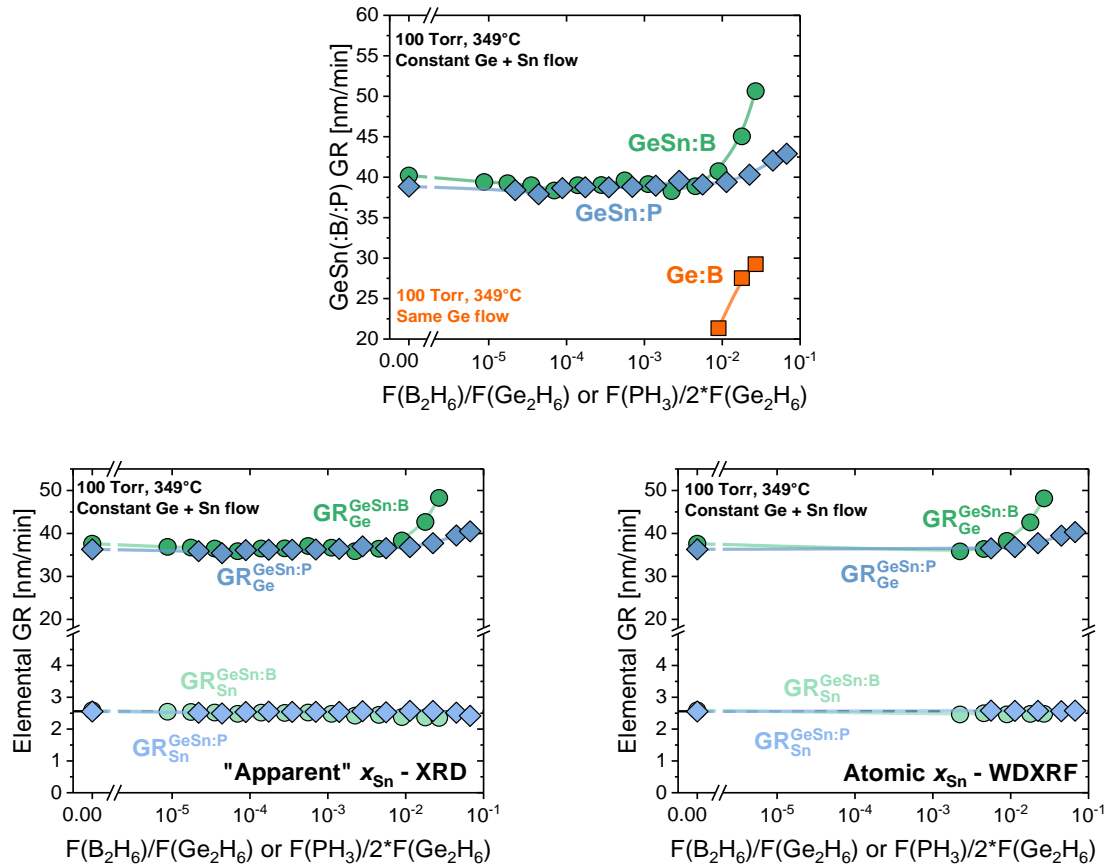 60
55
50
45
40
35
30
25
20
GeSn(:B/:P) GR [nm/min]
100 Torr, 349°C
Constant Ge + Sn flow
GeSn:B
GeSn:P
Ge:B
100 Torr, 349°C
Same Ge flow
0.00 10⁻⁵ 10⁻⁴ 10⁻³ 10⁻² 10⁻¹
F(B₂H₆)/F(Ge₂H₆) or F(PH₃)/2*F(Ge₂H₆)
50
40
30
20
5
4
3
2
1
0
Elemental GR [nm/min]
100 Torr, 349°C
Constant Ge + Sn flow
GR_Ge^GeSn:B
GR_Ge^GeSn:P
GR_Sn^GeSn:B
GR_Sn^GeSn:P
"Apparent" x_Sn - XRD
0.00 10⁻⁵ 10⁻⁴ 10⁻³ 10⁻² 10⁻¹
F(B₂H₆)/F(Ge₂H₆) or F(PH₃)/2*F(Ge₂H₆)
50
40
30
20
5
4
3
2
1
0
Elemental GR [nm/min]
100 Torr, 349°C
Constant Ge + Sn flow
GR_Ge^GeSn:B
GR_Ge^GeSn:P
GR_Sn^GeSn:B
GR_Sn^GeSn:P
Atomic x_Sn - WDXRF
0.00 10⁻⁵ 10⁻⁴ 10⁻³ 10⁻² 10⁻¹
F(B₂H₆)/F(Ge₂H₆) or F(PH₃)/2*F(Ge₂H₆)